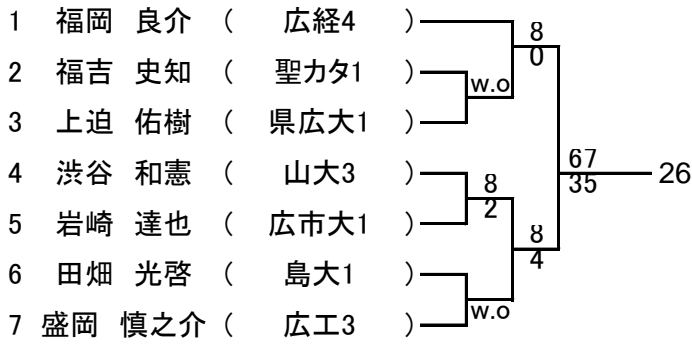 1 福岡 良介 ( 広経4 )
8
0
2 福吉 史知 ( 聖カタ1 )
w.o
3 上迫 佑樹 ( 県広大1 )
67
35
26
4 渋谷 和憲 ( 山大3 )
8
2
5 岩崎 達也 ( 広市大1 )
8
4
6 田畑 光啓 ( 島大1 )
w.o
7 盛岡 慎之介 ( 広工3 )